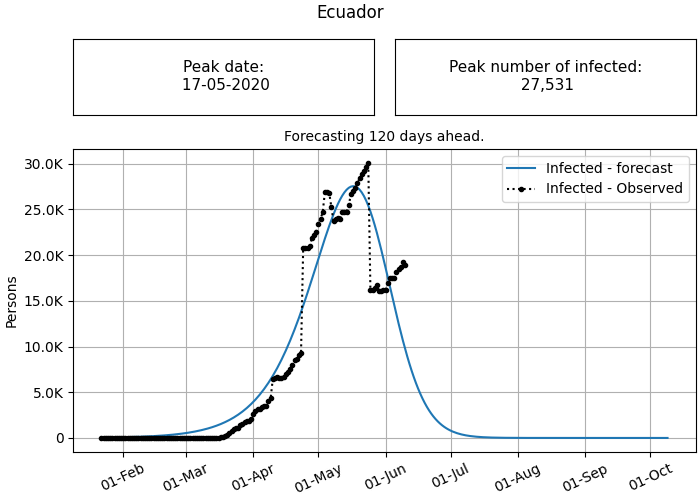 Ecuador
Peak date:
17-05-2020
Peak number of infected:
27,531
Forecasting 120 days ahead.
Infected - forecast
Infected - Observed
Persons
30.0K
25.0K
20.0K
15.0K
10.0K
5.0K
0
01-Feb
01-Mar
01-Apr
01-May
01-Jun
01-Jul
01-Aug
01-Sep
01-Oct